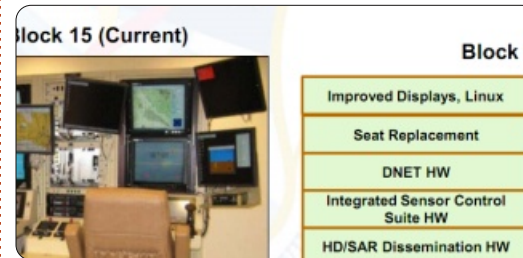 Block 15 (Current)
Block
Improved Displays, Linux
Seat Replacement
DNET HW
Integrated Sensor Control
Suite HW
HD/SAR Dissemination HW